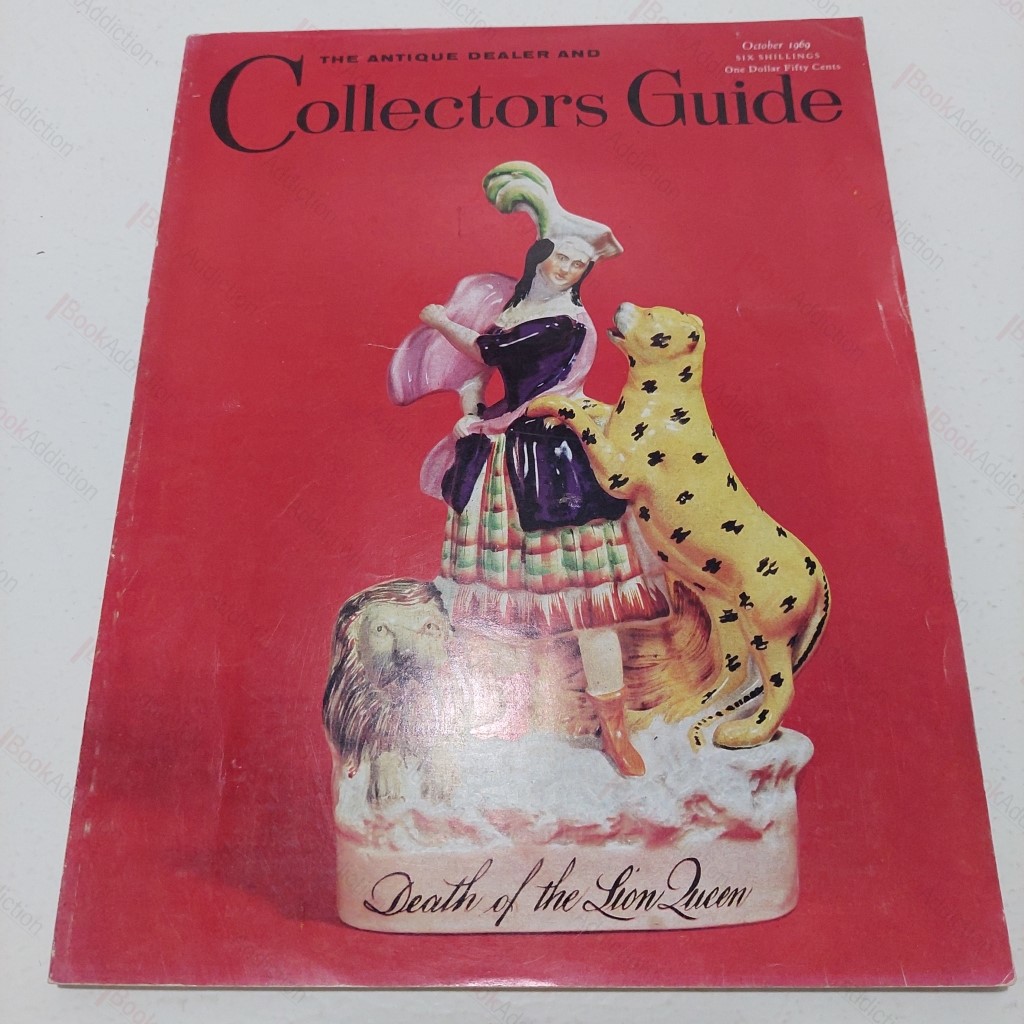 THE ANTIQUE DEALER AND
Collectors Guide
October 1969
SIX SHILLINGS
One Dollar Fifty Cents
Death of the Lion Queen
BookAddiction